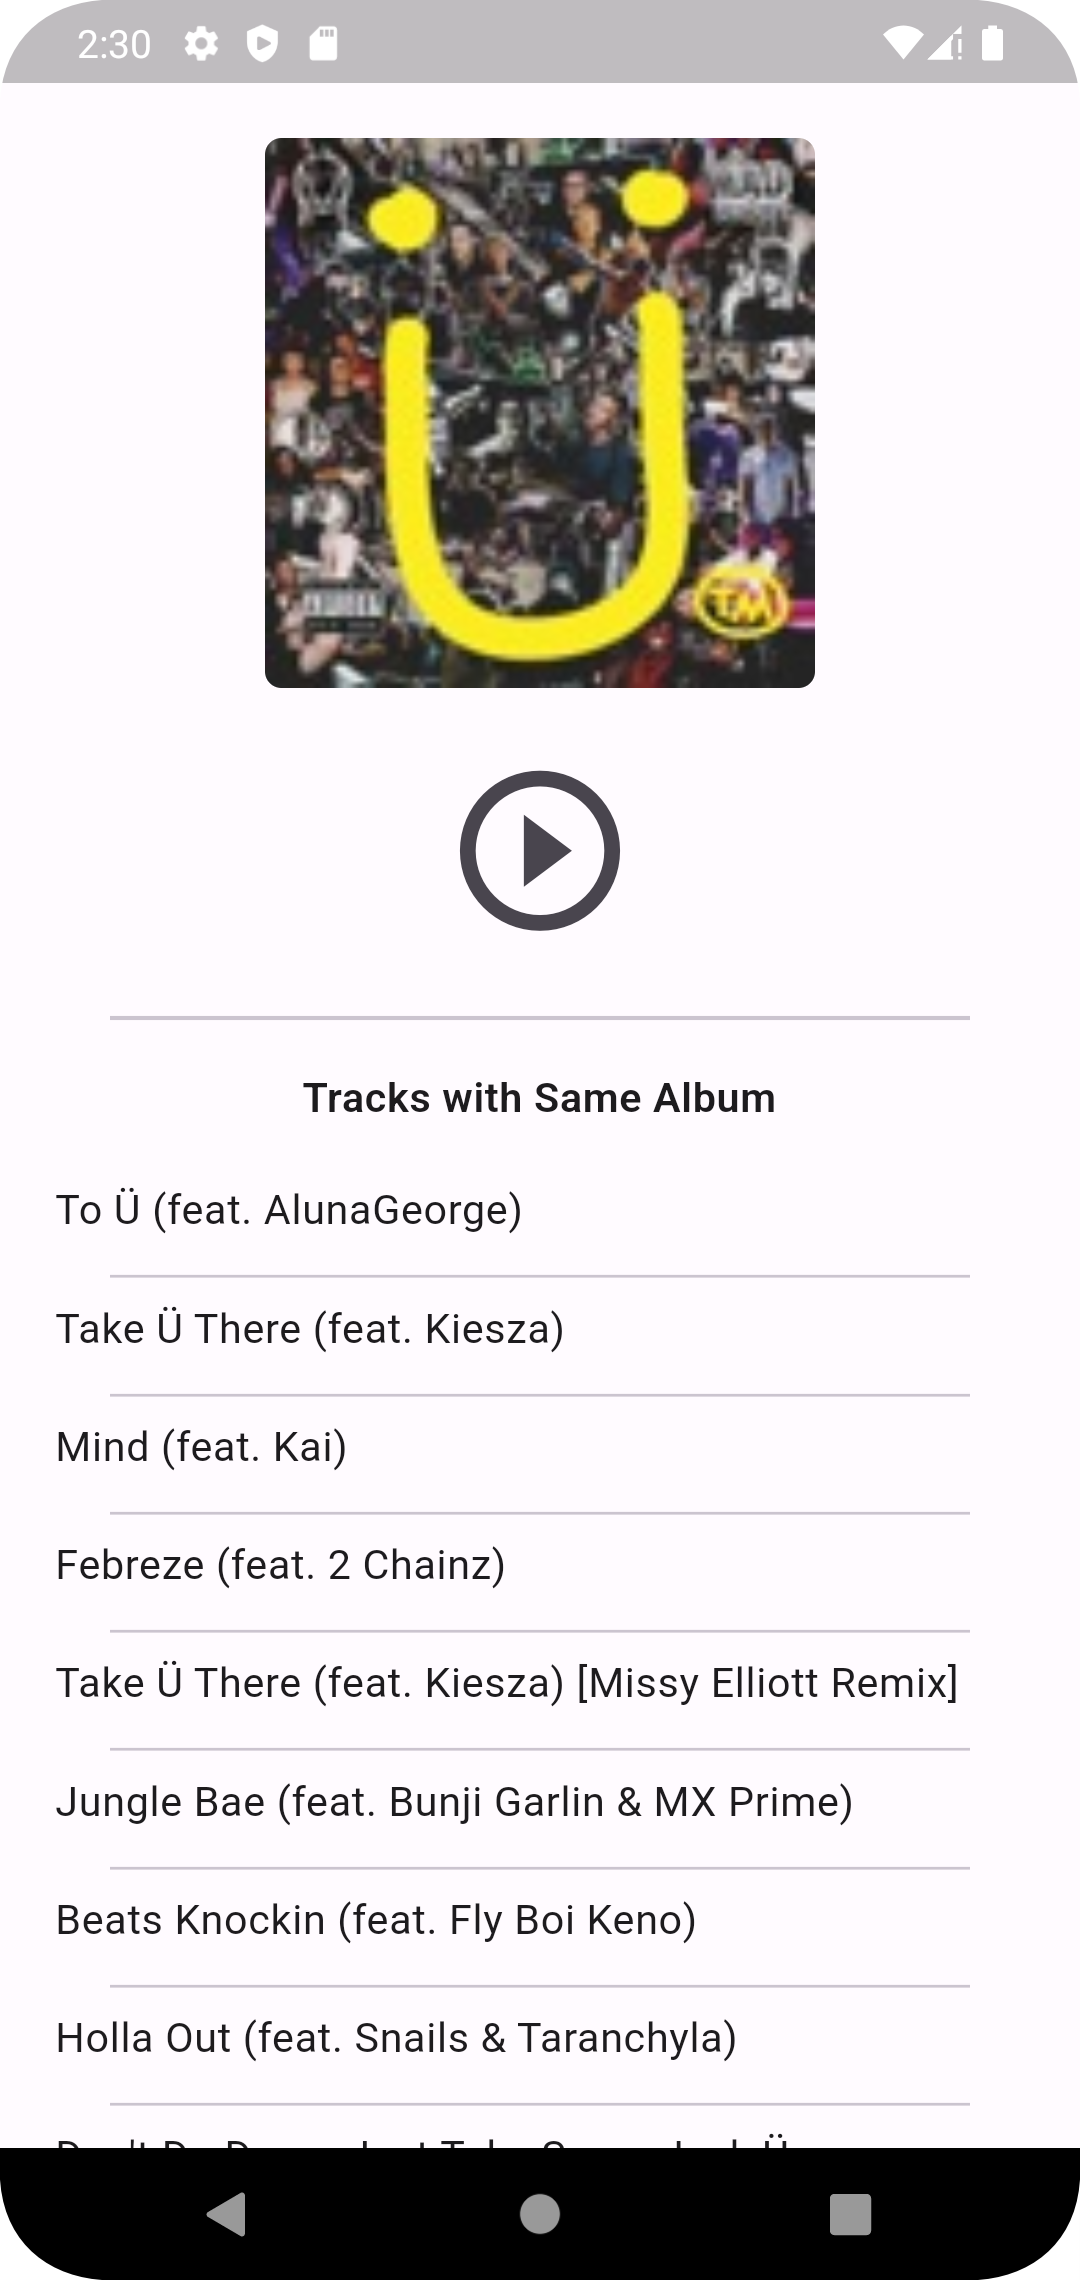 2:30
Ü
TM
Tracks with Same Album
To Ü (feat. AlunaGeorge)
Take Ü There (feat. Kiesza)
Mind (feat. Kai)
Febreze (feat. 2 Chainz)
Take Ü There (feat. Kiesza) [Missy Elliott Remix]
Jungle Bae (feat. Bunji Garlin & MX Prime)
Beats Knockin (feat. Fly Boi Keno)
Holla Out (feat. Snails & Taranchyla)